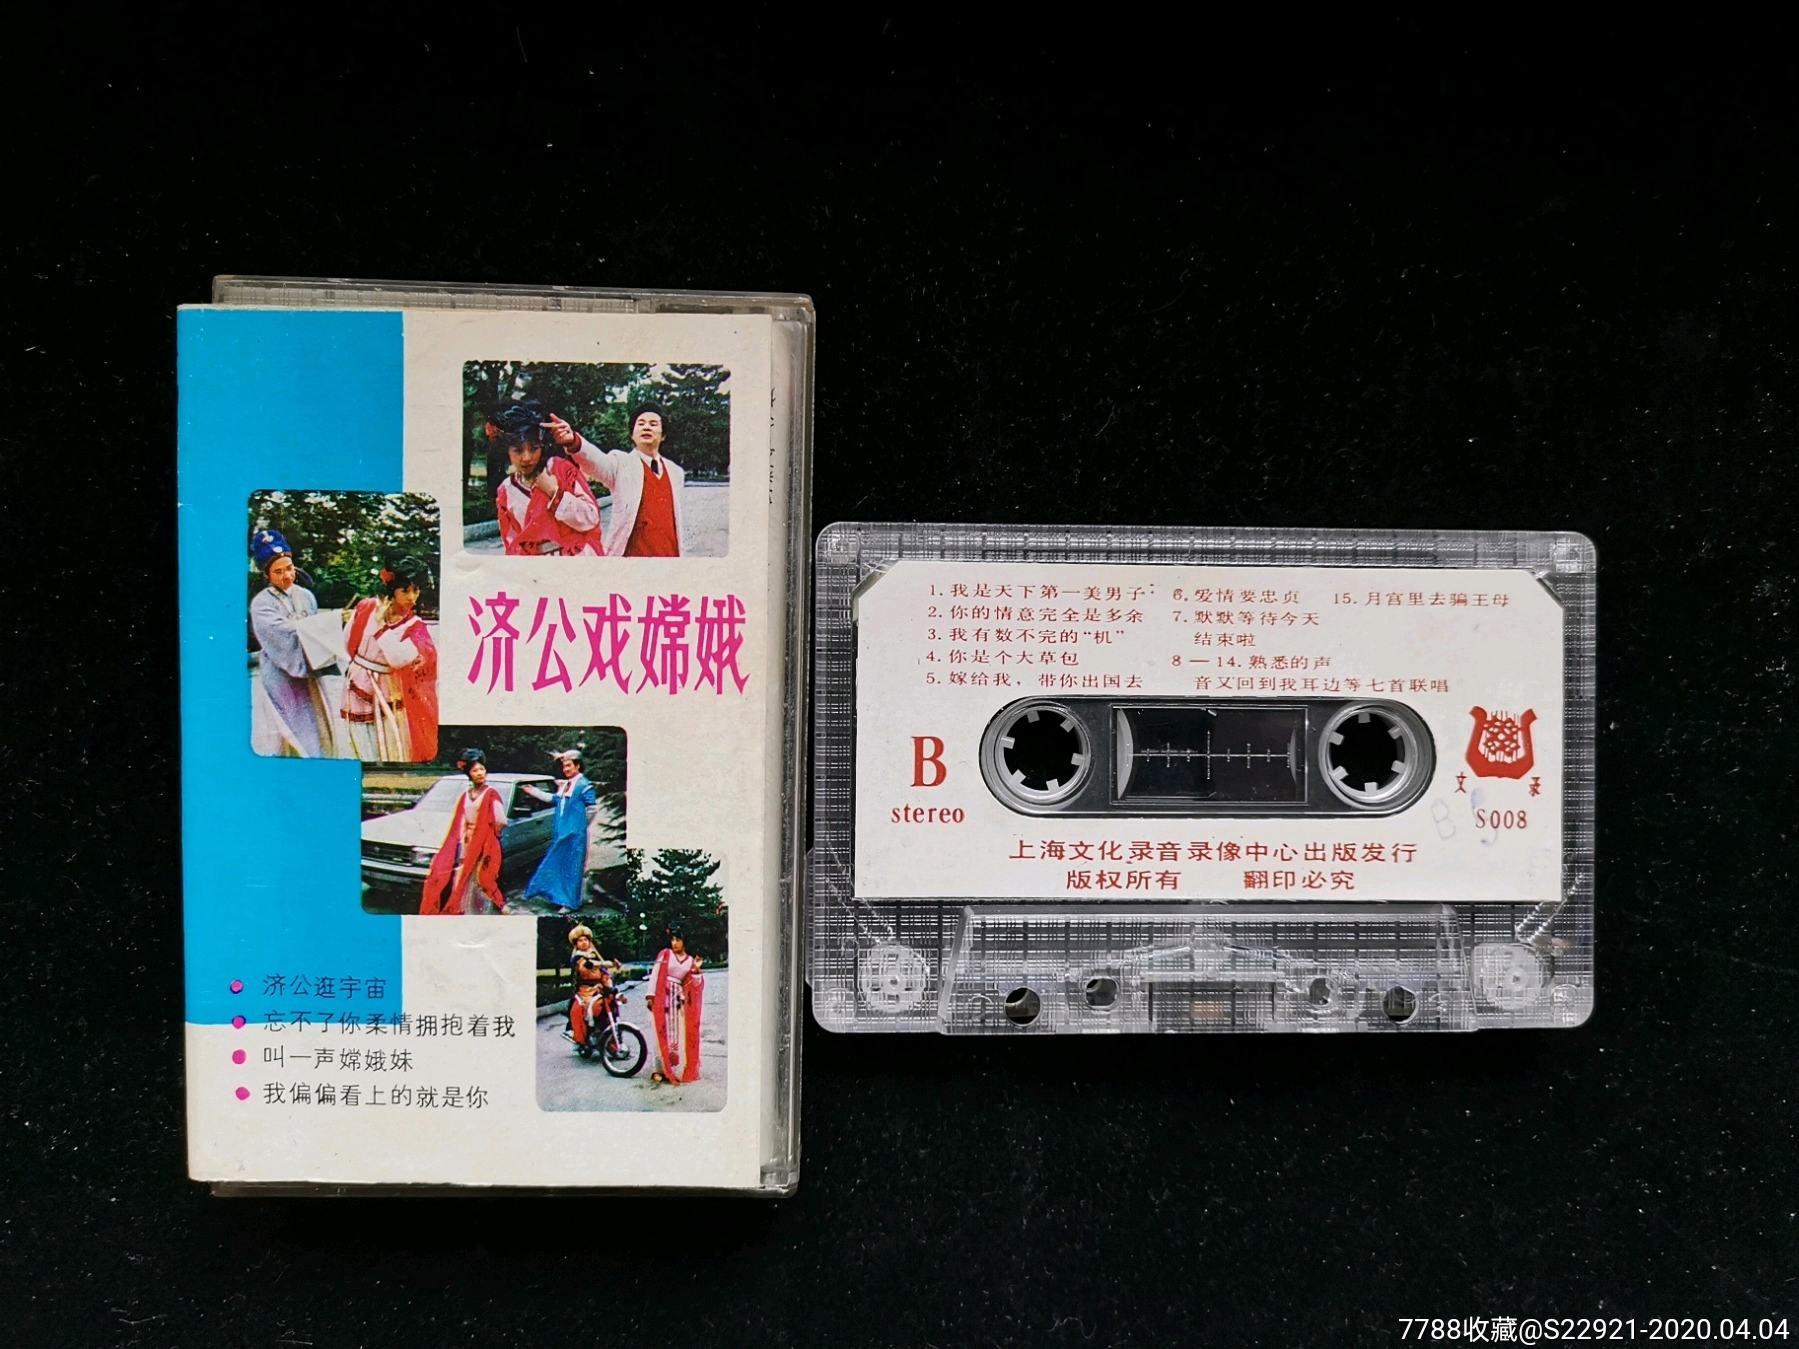 济公戏嫦娥
济公逛宇宙
忘不了你柔情拥抱着我
叫一声嫦娥妹
我偏偏看上的就是你
1. 我是天下第一美男子
2. 你的情意完全是多余
3. 我有数不完的“机”
4. 你是个大草包
5. 嫁给我，带你出国去
6. 爱情要忠贞
7. 默默等待今天
结束啦
8 — 14. 熟悉的声
音又回到我耳边等七首联唱
15. 月宫里去骗王母
B
stereo
文录
S008
上海文化录音录像中心出版发行
版权所有 翻印必究
7788收藏@S22921-2020.04.04